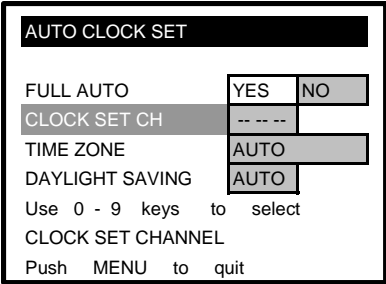 AUTO CLOCK SET
FULL AUTO YES NO
CLOCK SET CH -- -- --
TIME ZONE AUTO
DAYLIGHT SAVING AUTO
Use 0 - 9 keys to select
CLOCK SET CHANNEL
Push MENU to quit